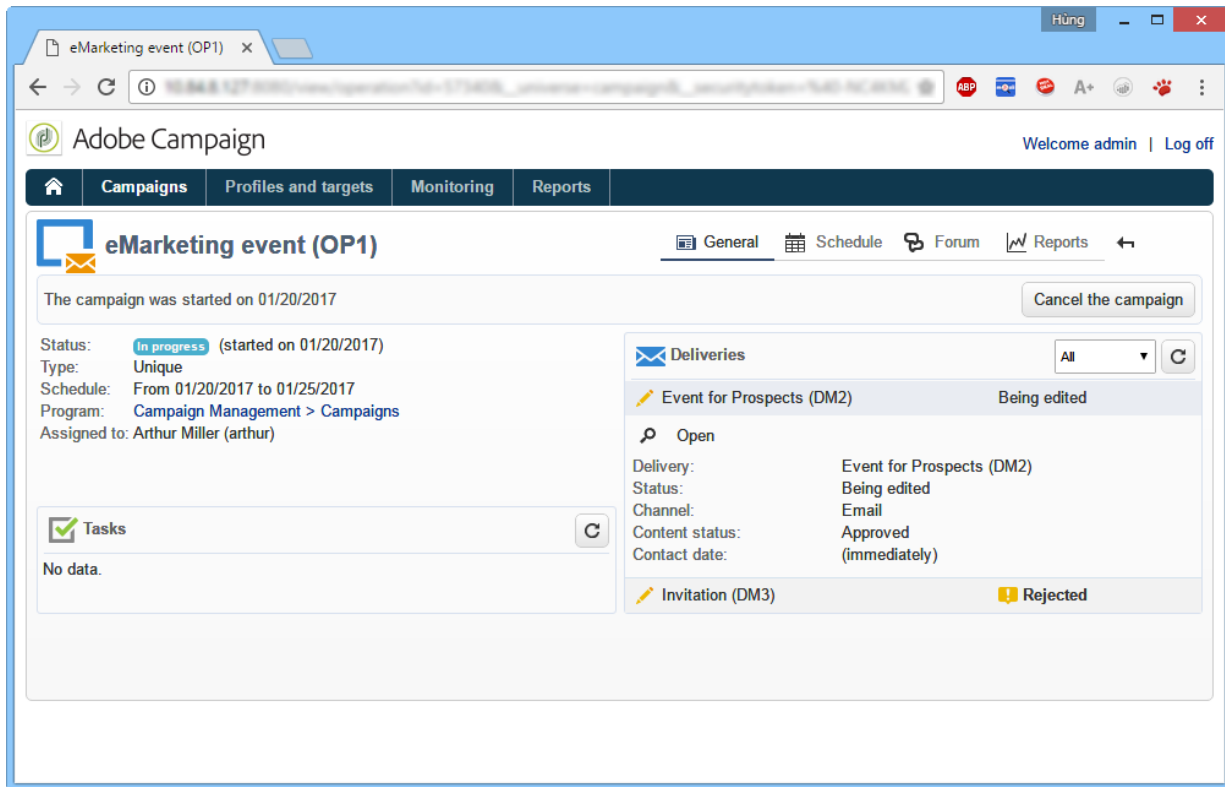 Hùng
eMarketing event (OP1)
ABP
A+
Adobe Campaign
Welcome admin | Log off
Campaigns Profiles and targets Monitoring Reports
eMarketing event (OP1)
General Schedule Forum Reports
The campaign was started on 01/20/2017
Cancel the campaign
Status: In progress (started on 01/20/2017)
Type: Unique
Schedule: From 01/20/2017 to 01/25/2017
Program: Campaign Management > Campaigns
Assigned to: Arthur Miller (arthur)
Tasks
No data.
Deliveries
All
Event for Prospects (DM2) Being edited
Open
Delivery: Event for Prospects (DM2)
Status: Being edited
Channel: Email
Content status: Approved
Contact date: (immediately)
Invitation (DM3) Rejected